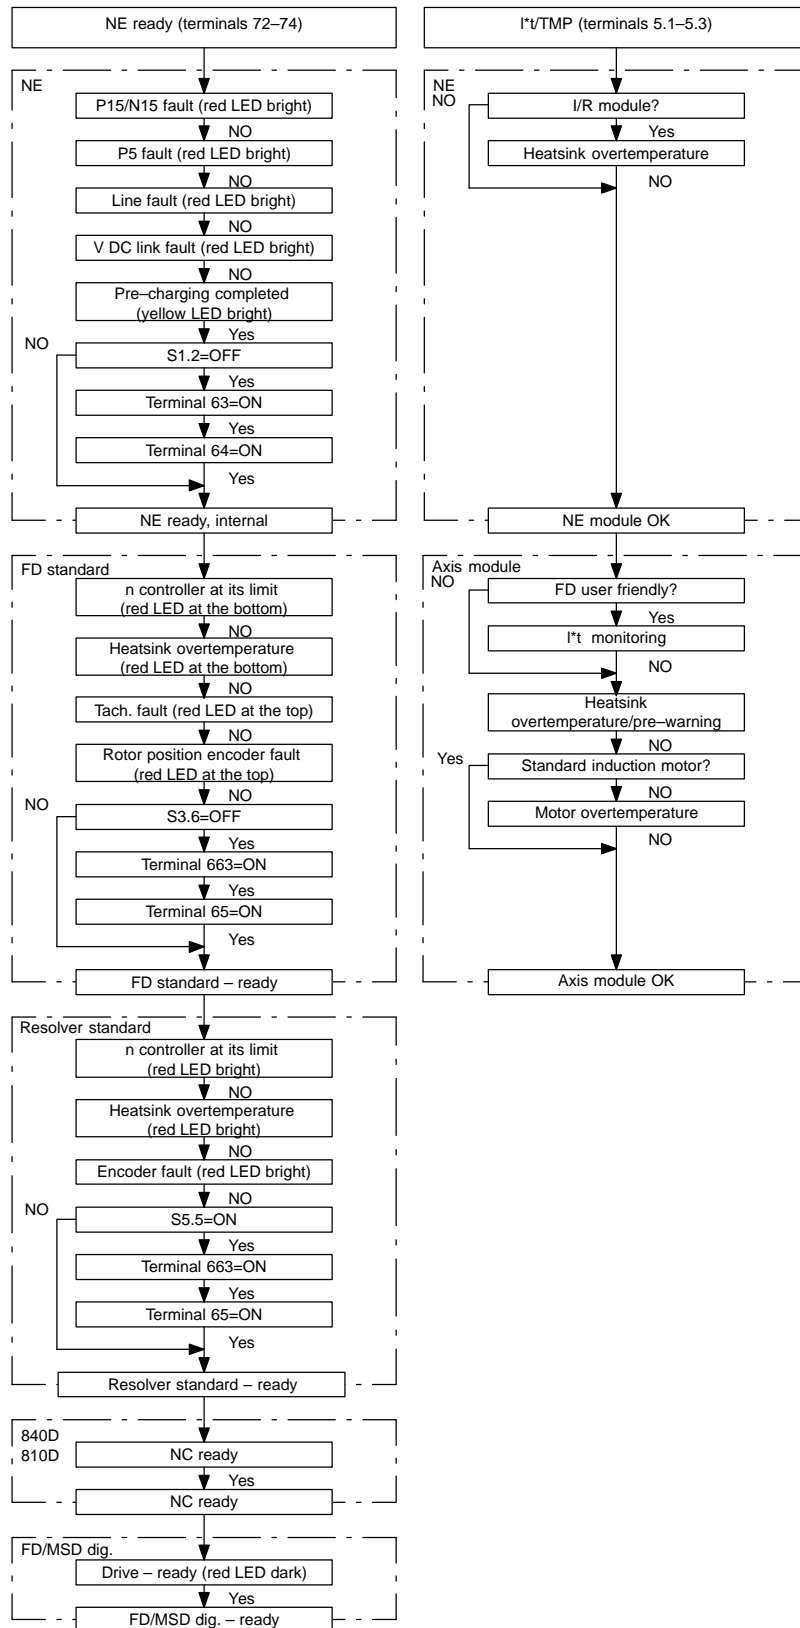 NE ready (terminals 72–74)
NE
P15/N15 fault (red LED bright)
NO
P5 fault (red LED bright)
NO
Line fault (red LED bright)
NO
V DC link fault (red LED bright)
NO
Pre–charging completed
(yellow LED bright)
Yes
NO
S1.2=OFF
Yes
Terminal 63=ON
Yes
Terminal 64=ON
Yes
NE ready, internal
FD standard
n controller at its limit
(red LED at the bottom)
NO
Heatsink overtemperature
(red LED at the bottom)
NO
Tach. fault (red LED at the top)
NO
Rotor position encoder fault
(red LED at the top)
NO
NO
S3.6=OFF
Yes
Terminal 663=ON
Yes
Terminal 65=ON
Yes
FD standard – ready
Resolver standard
n controller at its limit
(red LED bright)
NO
Heatsink overtemperature
(red LED bright)
NO
Encoder fault (red LED bright)
NO
NO
S5.5=ON
Yes
Terminal 663=ON
Yes
Terminal 65=ON
Yes
Resolver standard – ready
840D
810D
NC ready
Yes
NC ready
FD/MSD dig.
Drive – ready (red LED dark)
Yes
FD/MSD dig. – ready
I*t/TMP (terminals 5.1–5.3)
NE
NO
I/R module?
Yes
Heatsink overtemperature
NO
NE module OK
Axis module
NO
FD user friendly?
Yes
I*t monitoring
NO
Heatsink
overtemperature/pre–warning
NO
Yes
Standard induction motor?
NO
Motor overtemperature
NO
Axis module OK